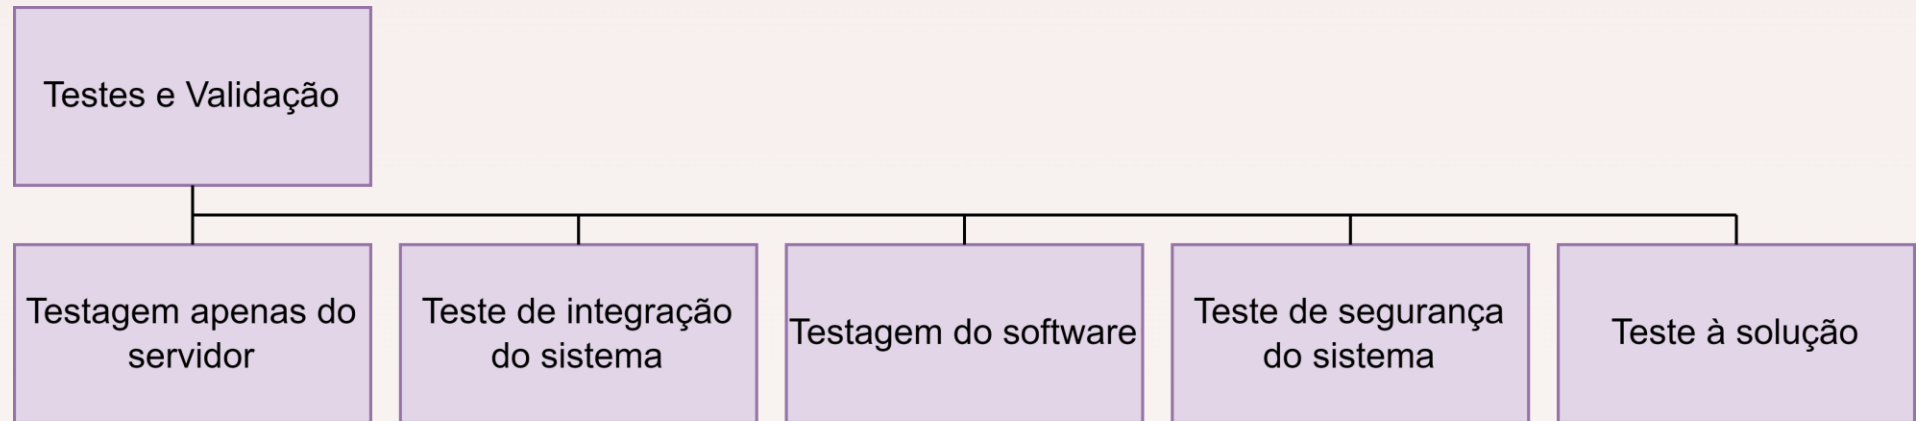 Testes e Validação
Testagem apenas do
servidor
Teste de integração
do sistema
Testagem do software
Teste de segurança
do sistema
Teste à solução